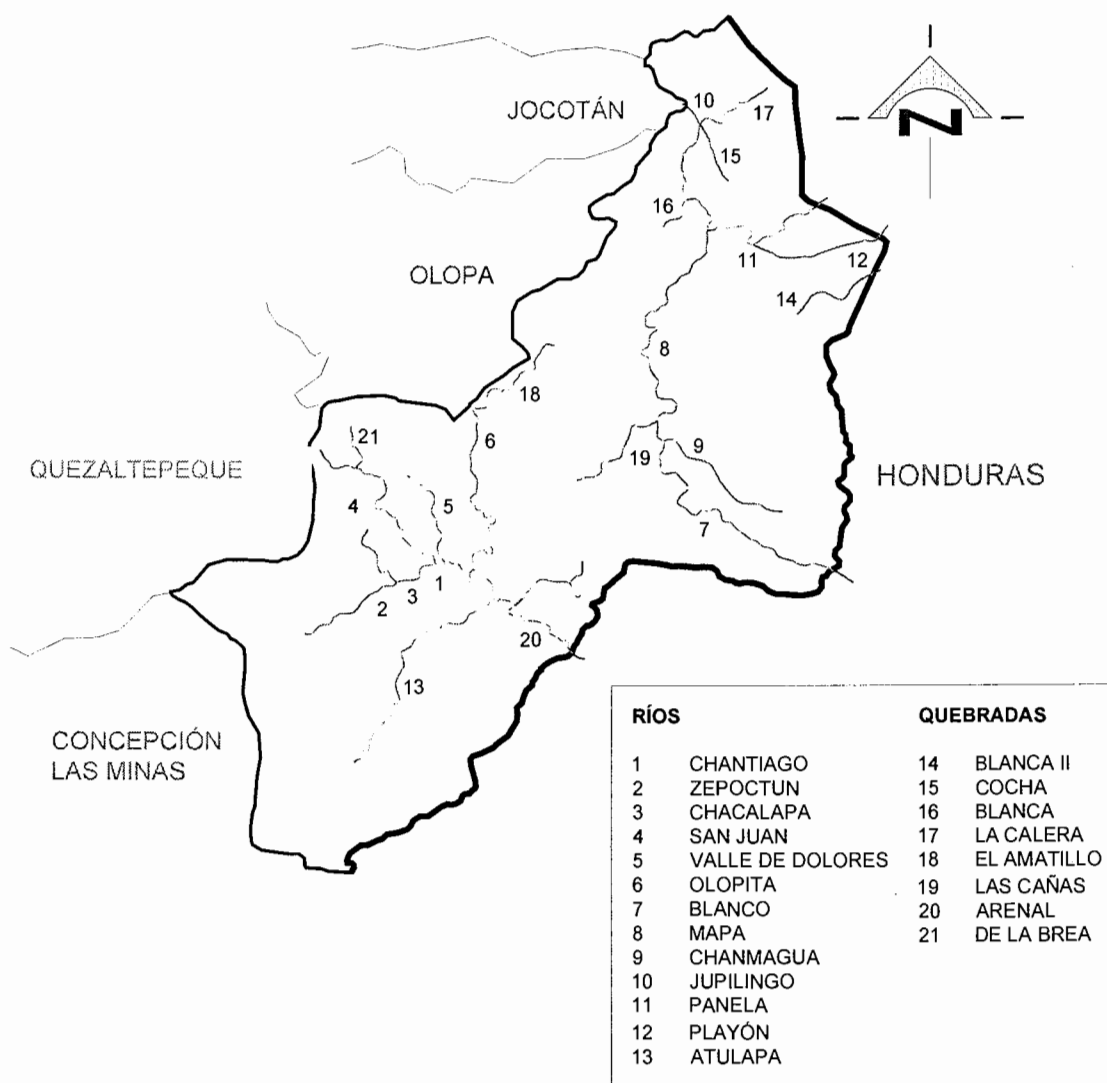 10
17
JOCOTÁN
15
N
16
11
12
OLOPA
14
8
18
21
6
9
QUEZALTEPEQUE
19
HONDURAS
4
5
7
1
3
2
20
13
CONCEPCIÓN
LAS MINAS
RÍOS
1 CHANTIAGO
2 ZEPOCTUN
3 CHACALAPA
4 SAN JUAN
5 VALLE DE DOLORES
6 OLOPITA
7 BLANCO
8 MAPA
9 CHANMAGUA
10 JUPILINGO
11 PANELA
12 PLAYÓN
13 ATULAPA
QUEBRADAS
14 BLANCA II
15 COCHA
16 BLANCA
17 LA CALERA
18 EL AMATILLO
19 LAS CAÑAS
20 ARENAL
21 DE LA BREA